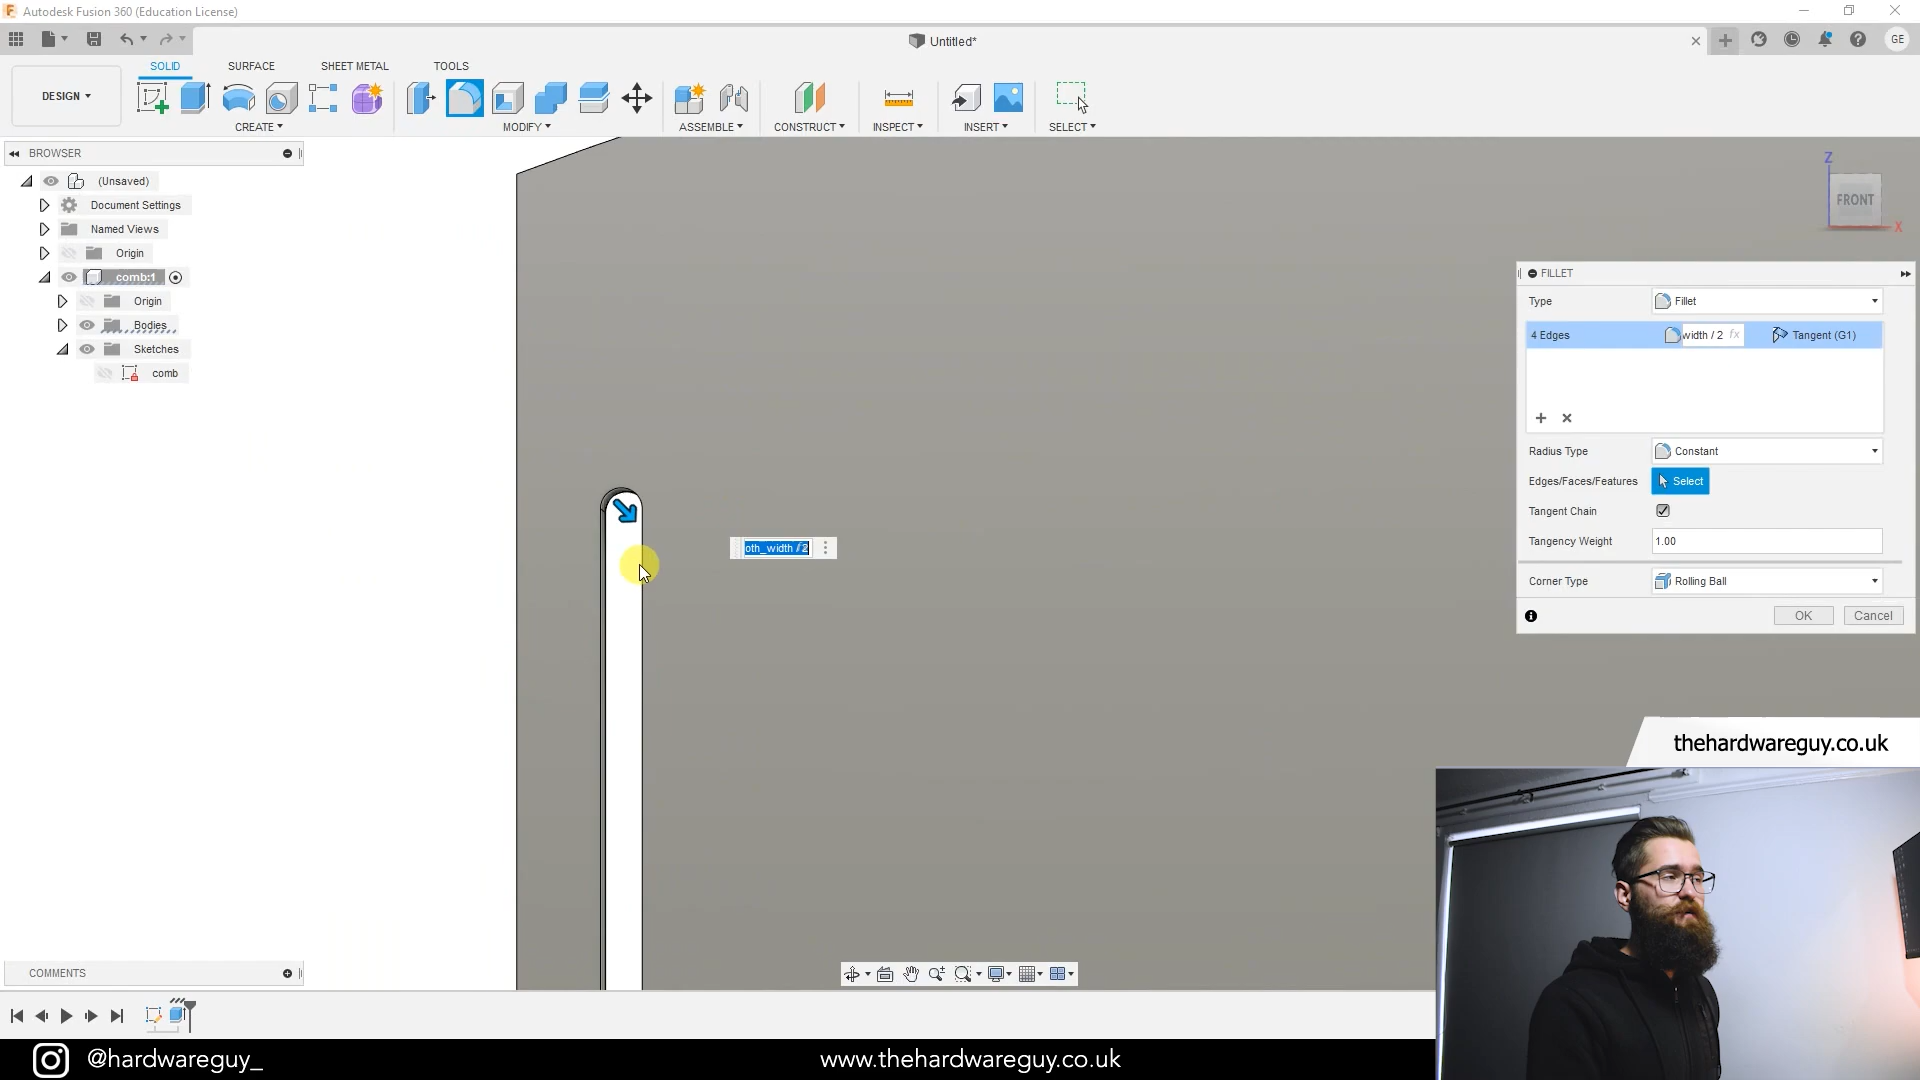 Autodesk Fusion 360 (Education License)
Untitled*
GE
SOLID
SURFACE
SHEET METAL
TOOLS
DESIGN
CREATE
MODIFY
ASSEMBLE
CONSTRUCT
INSPECT
INSERT
SELECT
BROWSER
(Unsaved)
Document Settings
Named Views
Origin
comb:1
Origin
Bodies
Sketches
comb
Z
FRONT
X
FILLET
Type
Fillet
4 Edges
width / 2 fx
Tangent (G1)
Radius Type
Constant
Edges/Faces/Features
Select
Tangent Chain
Tangency Weight
1.00
Corner Type
Rolling Ball
OK
Cancel
oth_width / 2
thehardwareguy.co.uk
COMMENTS
@hardwareguy_
www.thehardwareguy.co.uk